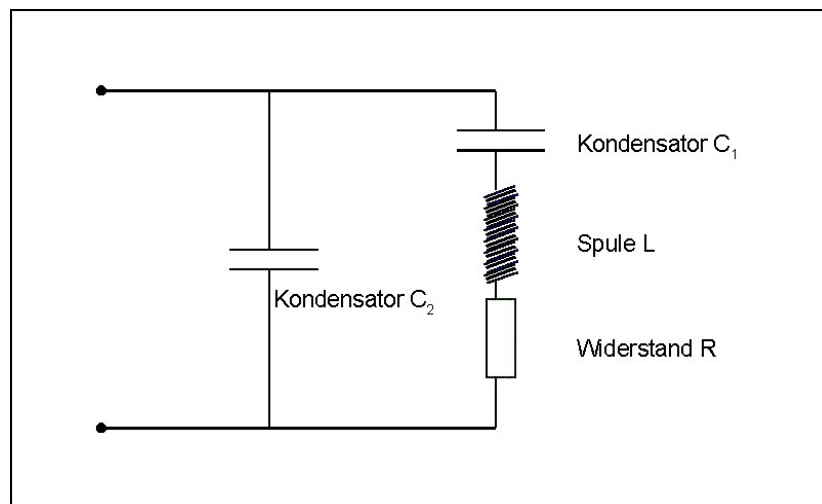 Kondensator C₁
Spule L
Kondensator C₂
Widerstand R